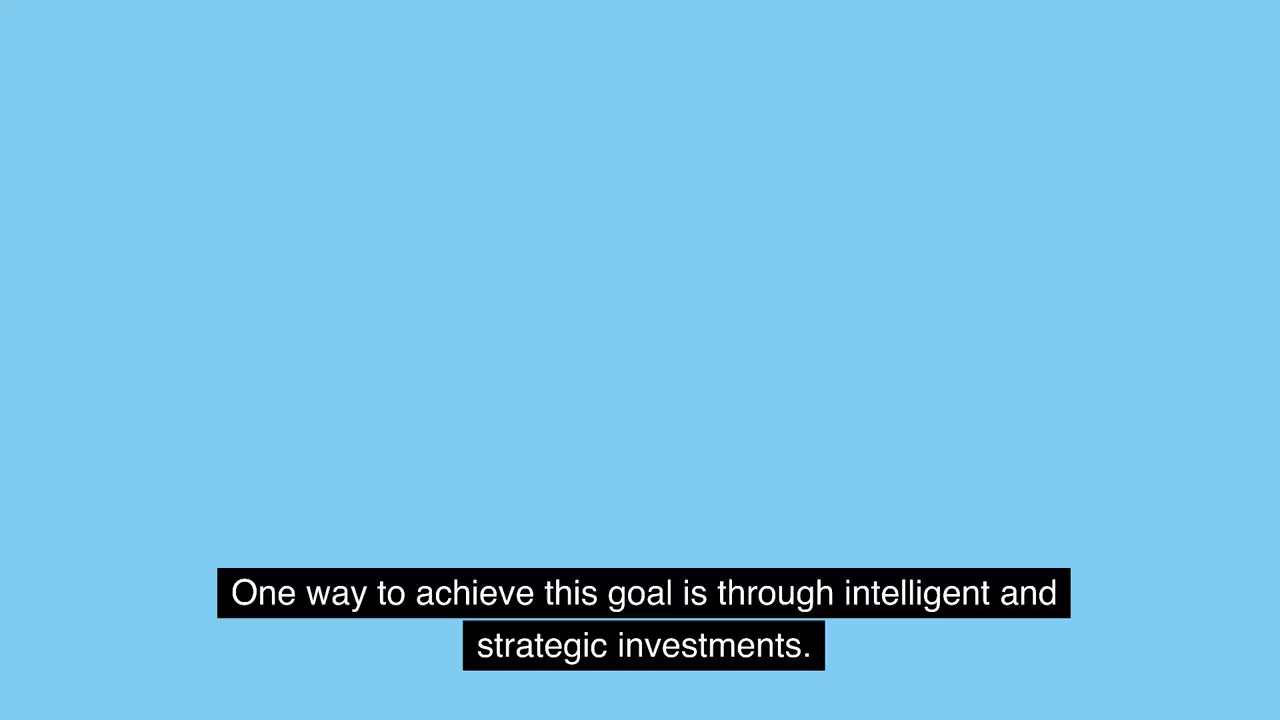 One way to achieve this goal is through intelligent and
strategic investments.